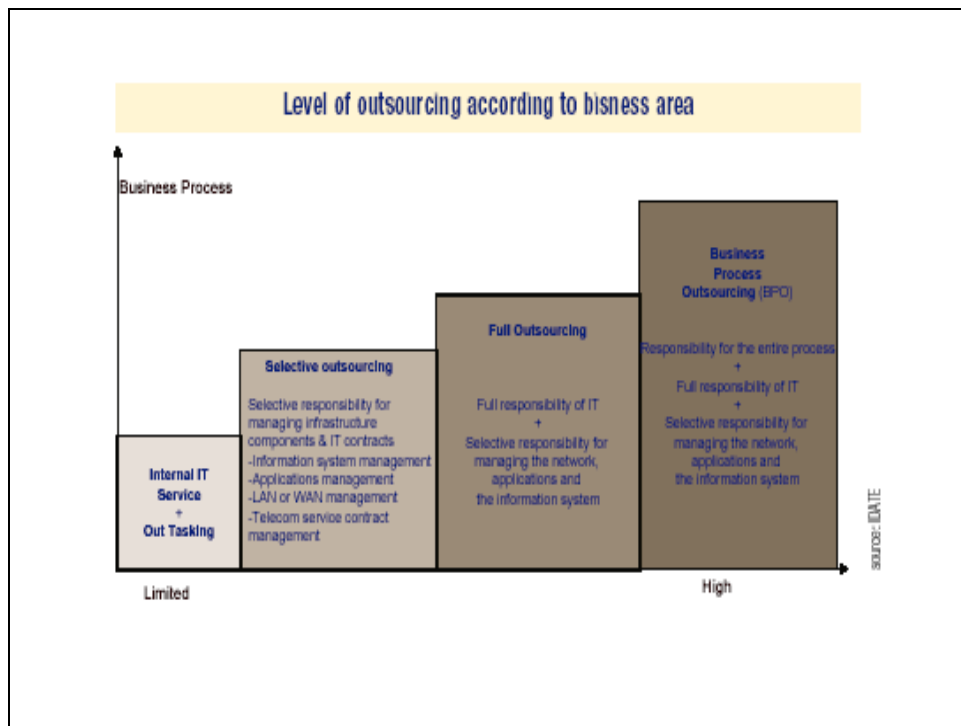 Level of outsourcing according to bisness area
Business Process
Internal IT
Service
+
Out Tasking
Selective outsourcing
Selective responsibility for
managing infrastructure
components & IT contracts
-Information system management
-Applications management
-LAN or WAN management
-Telecom service contract
management
Full Outsourcing
Full responsibility of IT
+
Selective responsibility for
managing the network,
applications and
the information system
Business
Process
Outsourcing (BPO)
Responsibility for the entire process
+
Full responsibility of IT
+
Selective responsibility for
managing the network,
applications and
the information system
Limited
High
source: IDATE